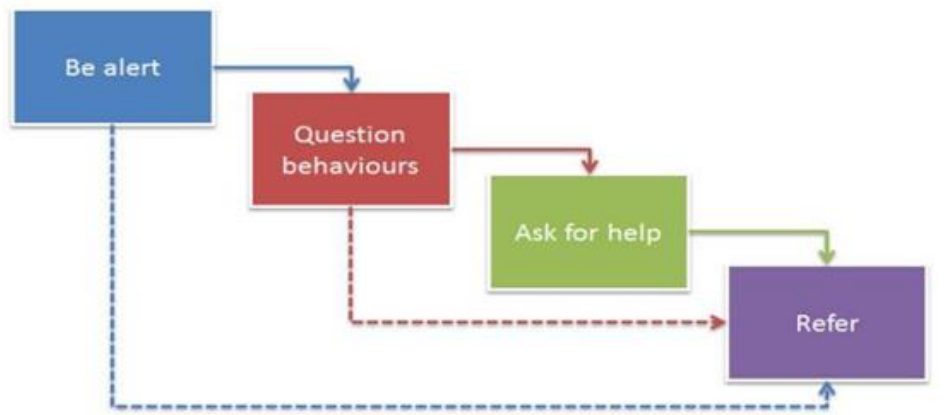 Be alert
Question
behaviours
Ask for help
Refer